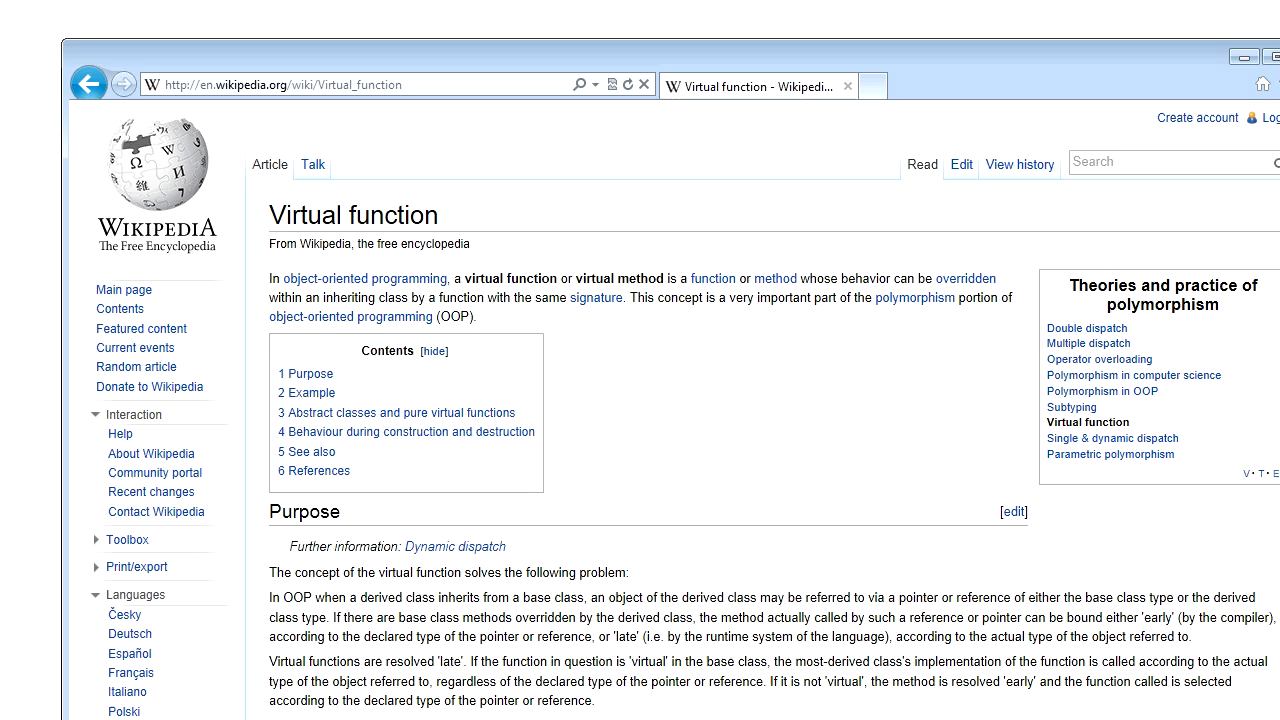 http://en.wikipedia.org/wiki/Virtual_function
Virtual function - Wikipedi...
Create account
Article Talk
Read Edit View history
Search
WIKIPEDIA
The Free Encyclopedia
Main page
Contents
Featured content
Current events
Random article
Donate to Wikipedia
Interaction
Help
About Wikipedia
Community portal
Recent changes
Contact Wikipedia
Toolbox
Print/export
Languages
Česky
Deutsch
Español
Français
Italiano
Polski
Virtual function
From Wikipedia, the free encyclopedia
In object-oriented programming, a virtual function or virtual method is a function or method whose behavior can be overridden
within an inheriting class by a function with the same signature. This concept is a very important part of the polymorphism portion of
object-oriented programming (OOP).
Contents [hide]
1 Purpose
2 Example
3 Abstract classes and pure virtual functions
4 Behaviour during construction and destruction
5 See also
6 References
Theories and practice of
polymorphism
Double dispatch
Multiple dispatch
Operator overloading
Polymorphism in computer science
Polymorphism in OOP
Subtyping
Virtual function
Single & dynamic dispatch
Parametric polymorphism
V · T · E
Purpose [edit]
Further information: Dynamic dispatch
The concept of the virtual function solves the following problem:
In OOP when a derived class inherits from a base class, an object of the derived class may be referred to via a pointer or reference of either the base class type or the derived
class type. If there are base class methods overridden by the derived class, the method actually called by such a reference or pointer can be bound either 'early' (by the compiler),
according to the declared type of the pointer or reference, or 'late' (i.e. by the runtime system of the language), according to the actual type of the object referred to.
Virtual functions are resolved 'late'. If the function in question is 'virtual' in the base class, the most-derived class's implementation of the function is called according to the actual
type of the object referred to, regardless of the declared type of the pointer or reference. If it is not 'virtual', the method is resolved 'early' and the function called is selected
according to the declared type of the pointer or reference.